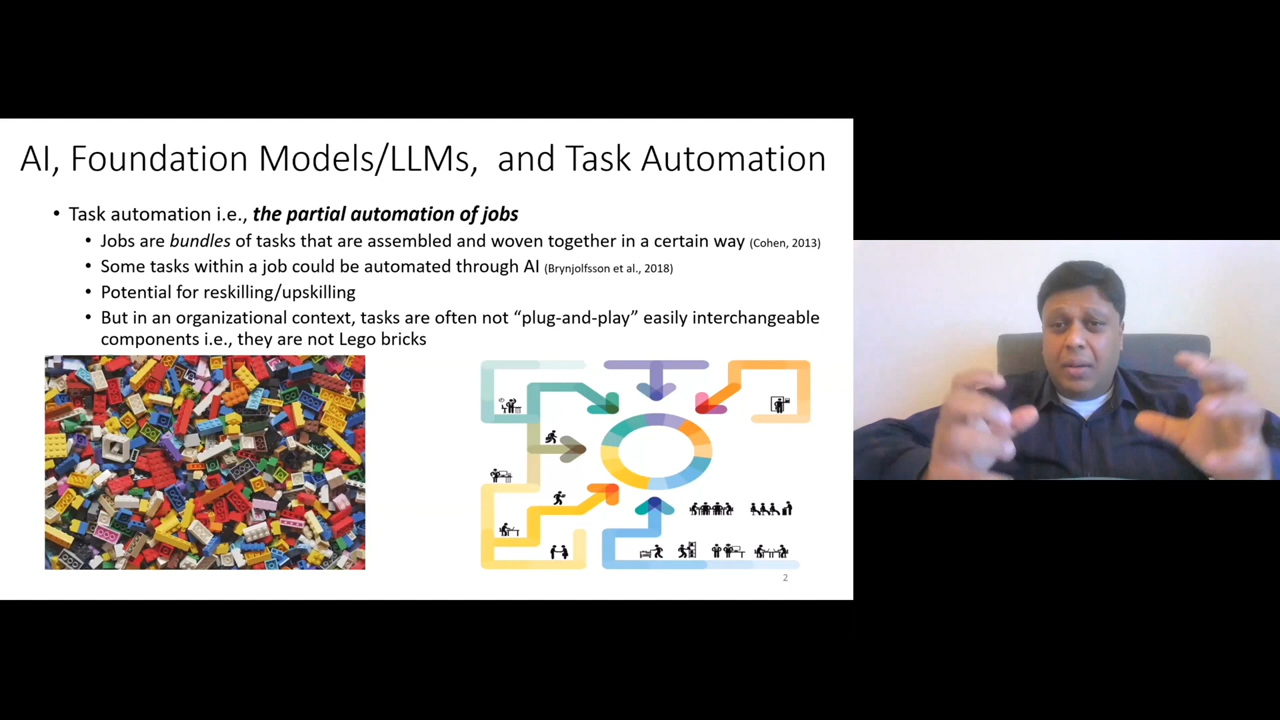 AI, Foundation Models/LLMs, and Task Automation
• Task automation i.e., the partial automation of jobs
• Jobs are bundles of tasks that are assembled and woven together in a certain way (Cohen, 2013)
• Some tasks within a job could be automated through AI (Brynjolfsson et al., 2018)
• Potential for reskilling/upskilling
• But in an organizational context, tasks are often not “plug-and-play” easily interchangeable
components i.e., they are not Lego bricks
2